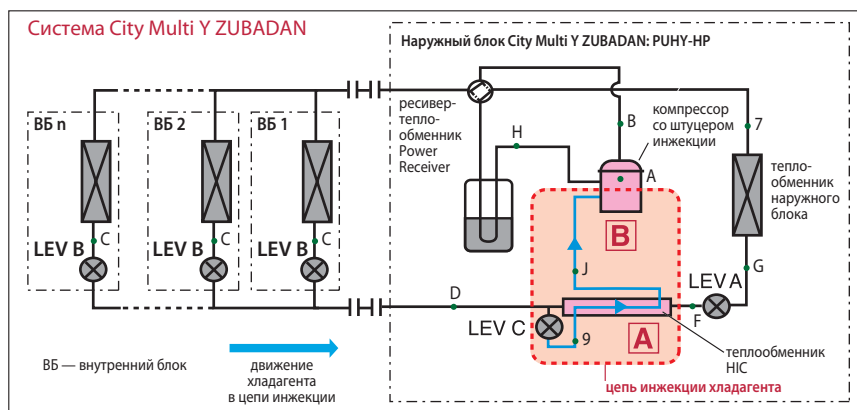 Система City Multi Y ZUBADAN
Наружный блок City Multi Y ZUBADAN: PUHY-HP
ВБ n
ВБ 2
ВБ 1
LEV B
C
LEV B
C
LEV B
C
ресивер-
тепло-
обменник
Power
Receiver
H
B
компрессор
со штуцером
инжекции
A
7
тепло-
обменник
наружного
блока
B
J
D
LEV C
9
A
F
LEV A
G
теплообменник
HIC
цепь инжекции хладагента
ВБ — внутренний блок
движение
хладагента
в цепи инжекции